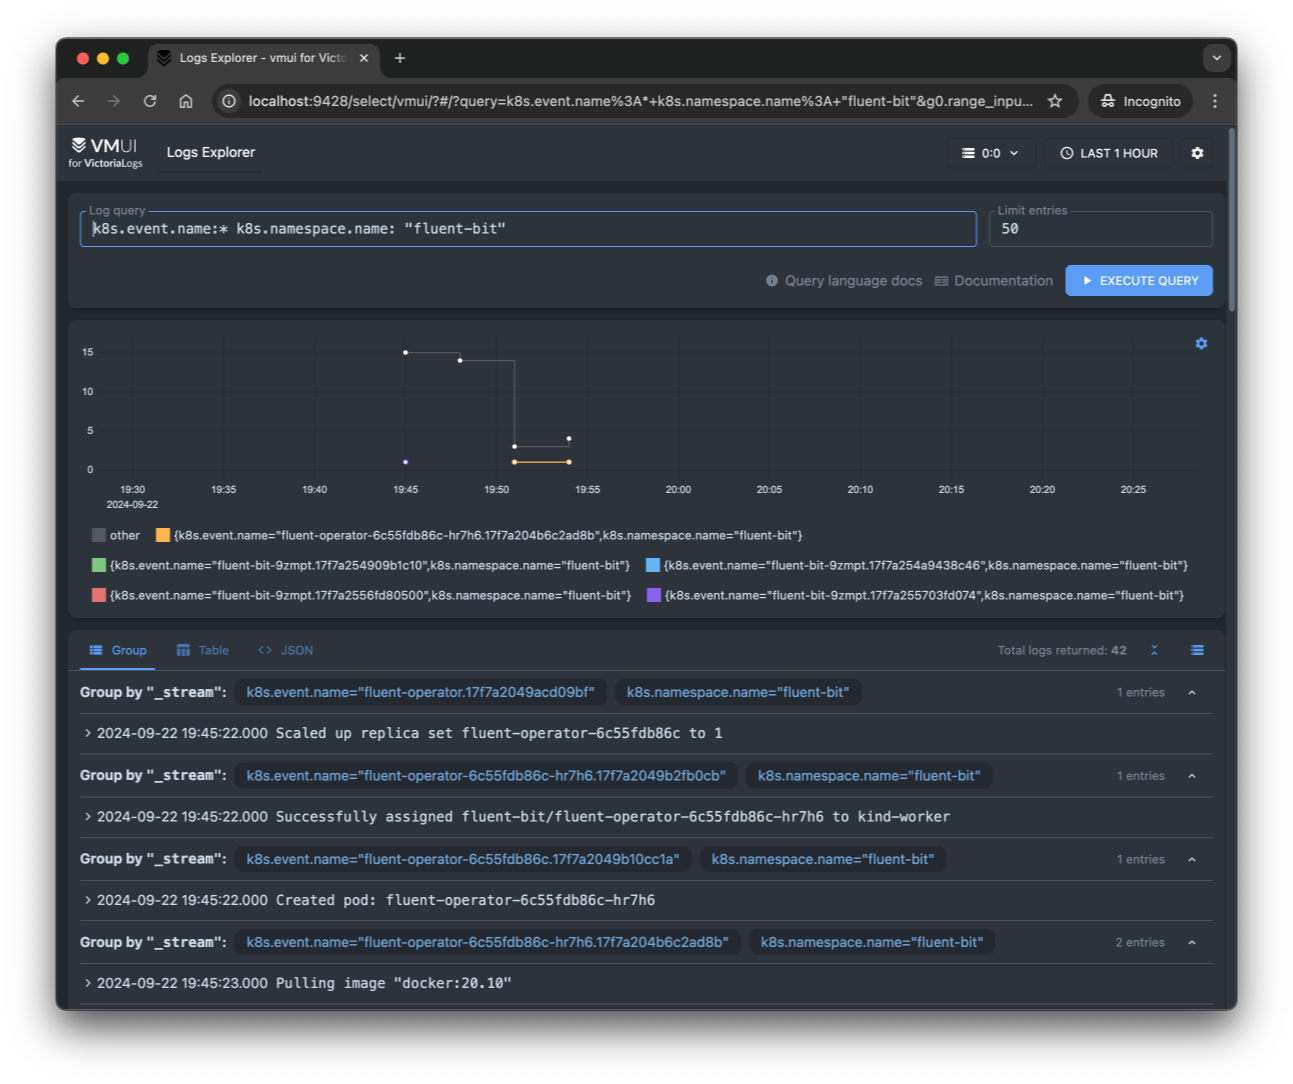 Logs Explorer - vmui for Victo
localhost:9428/select/vmui/?#/?query=k8s.event.name%3A*+k8s.namespace.name%3A+"fluent-bit"&g0.range_inpu...
Incognito
VMUI
for VictoriaLogs
Logs Explorer
0:0
LAST 1 HOUR
Log query
k8s.event.name:* k8s.namespace.name: "fluent-bit"
Limit entries
50
Query language docs
Documentation
EXECUTE QUERY
15
10
5
0
19:30 19:35 19:40 19:45 19:50 19:55 20:00 20:05 20:10 20:15 20:20 20:25
2024-09-22
other {k8s.event.name="fluent-operator-6c55fdb86c-hr7h6.17f7a204b6c2ad8b",k8s.namespace.name="fluent-bit"}
{k8s.event.name="fluent-bit-9zmpt.17f7a254909b1c10",k8s.namespace.name="fluent-bit"} {k8s.event.name="fluent-bit-9zmpt.17f7a254a9438c46",k8s.namespace.name="fluent-bit"}
{k8s.event.name="fluent-bit-9zmpt.17f7a2556fd80500",k8s.namespace.name="fluent-bit"} {k8s.event.name="fluent-bit-9zmpt.17f7a255703fd074",k8s.namespace.name="fluent-bit"}
Group Table <> JSON Total logs returned: 42
Group by "_stream": k8s.event.name="fluent-operator.17f7a2049acd09bf" k8s.namespace.name="fluent-bit" 1 entries
2024-09-22 19:45:22.000 Scaled up replica set fluent-operator-6c55fdb86c to 1
Group by "_stream": k8s.event.name="fluent-operator-6c55fdb86c-hr7h6.17f7a2049b2fb0cb" k8s.namespace.name="fluent-bit" 1 entries
2024-09-22 19:45:22.000 Successfully assigned fluent-bit/fluent-operator-6c55fdb86c-hr7h6 to kind-worker
Group by "_stream": k8s.event.name="fluent-operator-6c55fdb86c.17f7a2049b10cc1a" k8s.namespace.name="fluent-bit" 1 entries
2024-09-22 19:45:22.000 Created pod: fluent-operator-6c55fdb86c-hr7h6
Group by "_stream": k8s.event.name="fluent-operator-6c55fdb86c-hr7h6.17f7a204b6c2ad8b" k8s.namespace.name="fluent-bit" 2 entries
2024-09-22 19:45:23.000 Pulling image "docker:20.10"